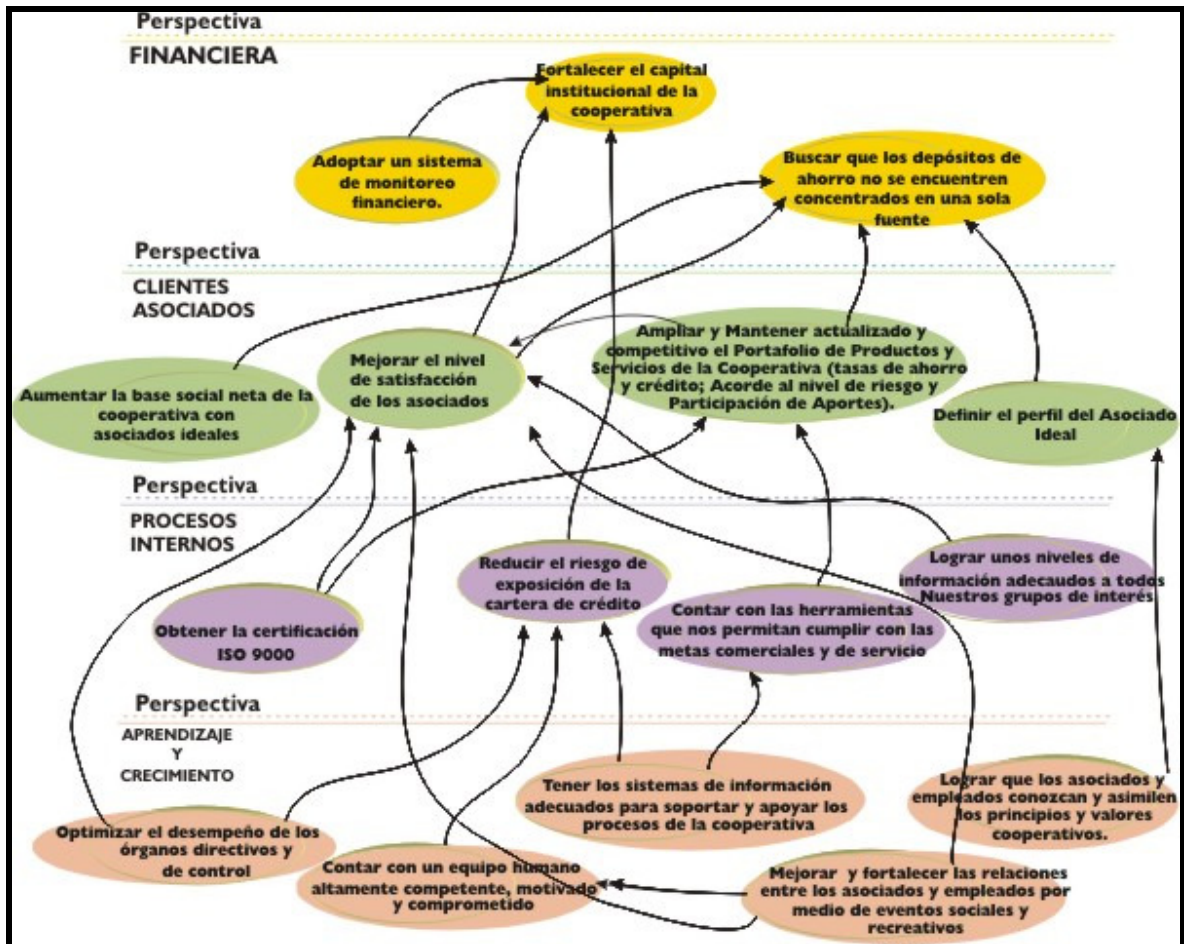 Perspectiva
FINANCIERA
Fortalecer el capital
institucional de la
cooperativa
Adoptar un sistema
de monitoreo
financiero.
Buscar que los depósitos de
ahorro no se encuentren
concentrados en una sola
fuente
Perspectiva
CLIENTES
ASOCIADOS
Aumentar la base social neta de la
cooperativa con
asociados ideales
Mejorar el nivel
de satisfacción
de los asociados
Ampliar y Mantener actualizado y
competitivo el Portafolio de Productos y
Servicios de la Cooperativa (tasas de ahorro
y crédito; Acorde al nivel de riesgo y
Participación de Aportes).
Definir el perfil del Asociado
Ideal
Perspectiva
PROCESOS
INTERNOS
Obtener la certificación
ISO 9000
Reducir el riesgo de
exposición de la
cartera de crédito
Contar con las herramientas
que nos permitan cumplir con las
metas comerciales y de servicio
Lograr unos niveles de
información adecaudos a todos
Nuestros grupos de interés
Perspectiva
APRENDIZAJE
Y
CRECIMIENTO
Optimizar el desempeño de los
órganos directivos y
de control
Contar con un equipo humano
altamente competente, motivado
y comprometido
Tener los sistemas de información
adecuados para soportar y apoyar los
procesos de la cooperativa
Mejorar y fortalecer las relaciones
entre los asociados y empleados por
medio de eventos sociales y
recreativos
Lograr que los asociados y
empleados conozcan y asimilen
los principios y valores
cooperativos.